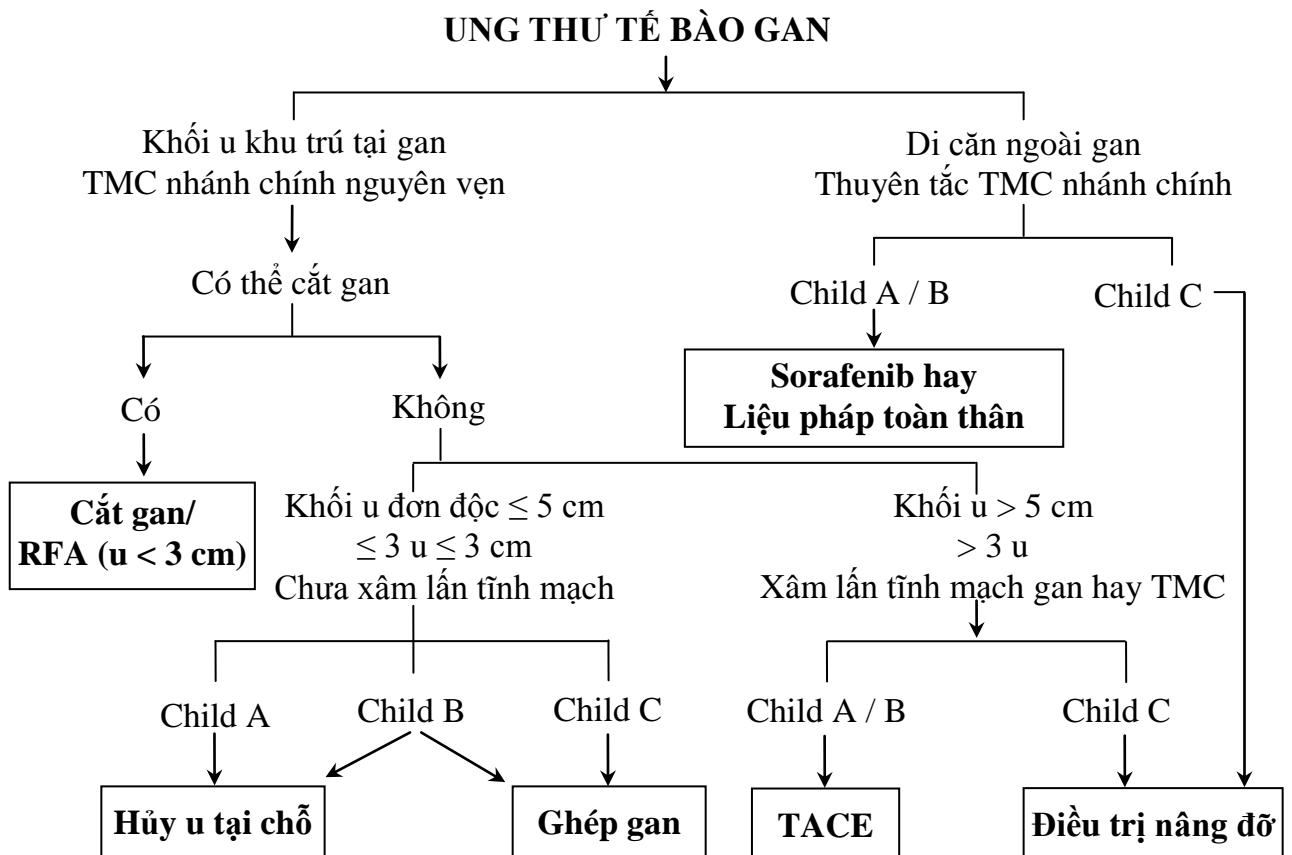 UNG THƯ TẾ BÀO GAN
Khối u khu trú tại gan
TMC nhánh chính nguyên vẹn
Di căn ngoài gan
Thuyên tắc TMC nhánh chính
Có thể cắt gan
Child A / B
Child C
Sorafenib hay
Liệu pháp toàn thân
Có
Không
Cắt gan/
RFA (u < 3 cm)
Khối u đơn độc ≤ 5 cm
≤ 3 u ≤ 3 cm
Chưa xâm lấn tĩnh mạch
Khối u > 5 cm
> 3 u
Xâm lấn tĩnh mạch gan hay TMC
Child A
Child B
Child C
Child A / B
Child C
Hủy u tại chỗ
Ghép gan
TACE
Điều trị nâng đỡ